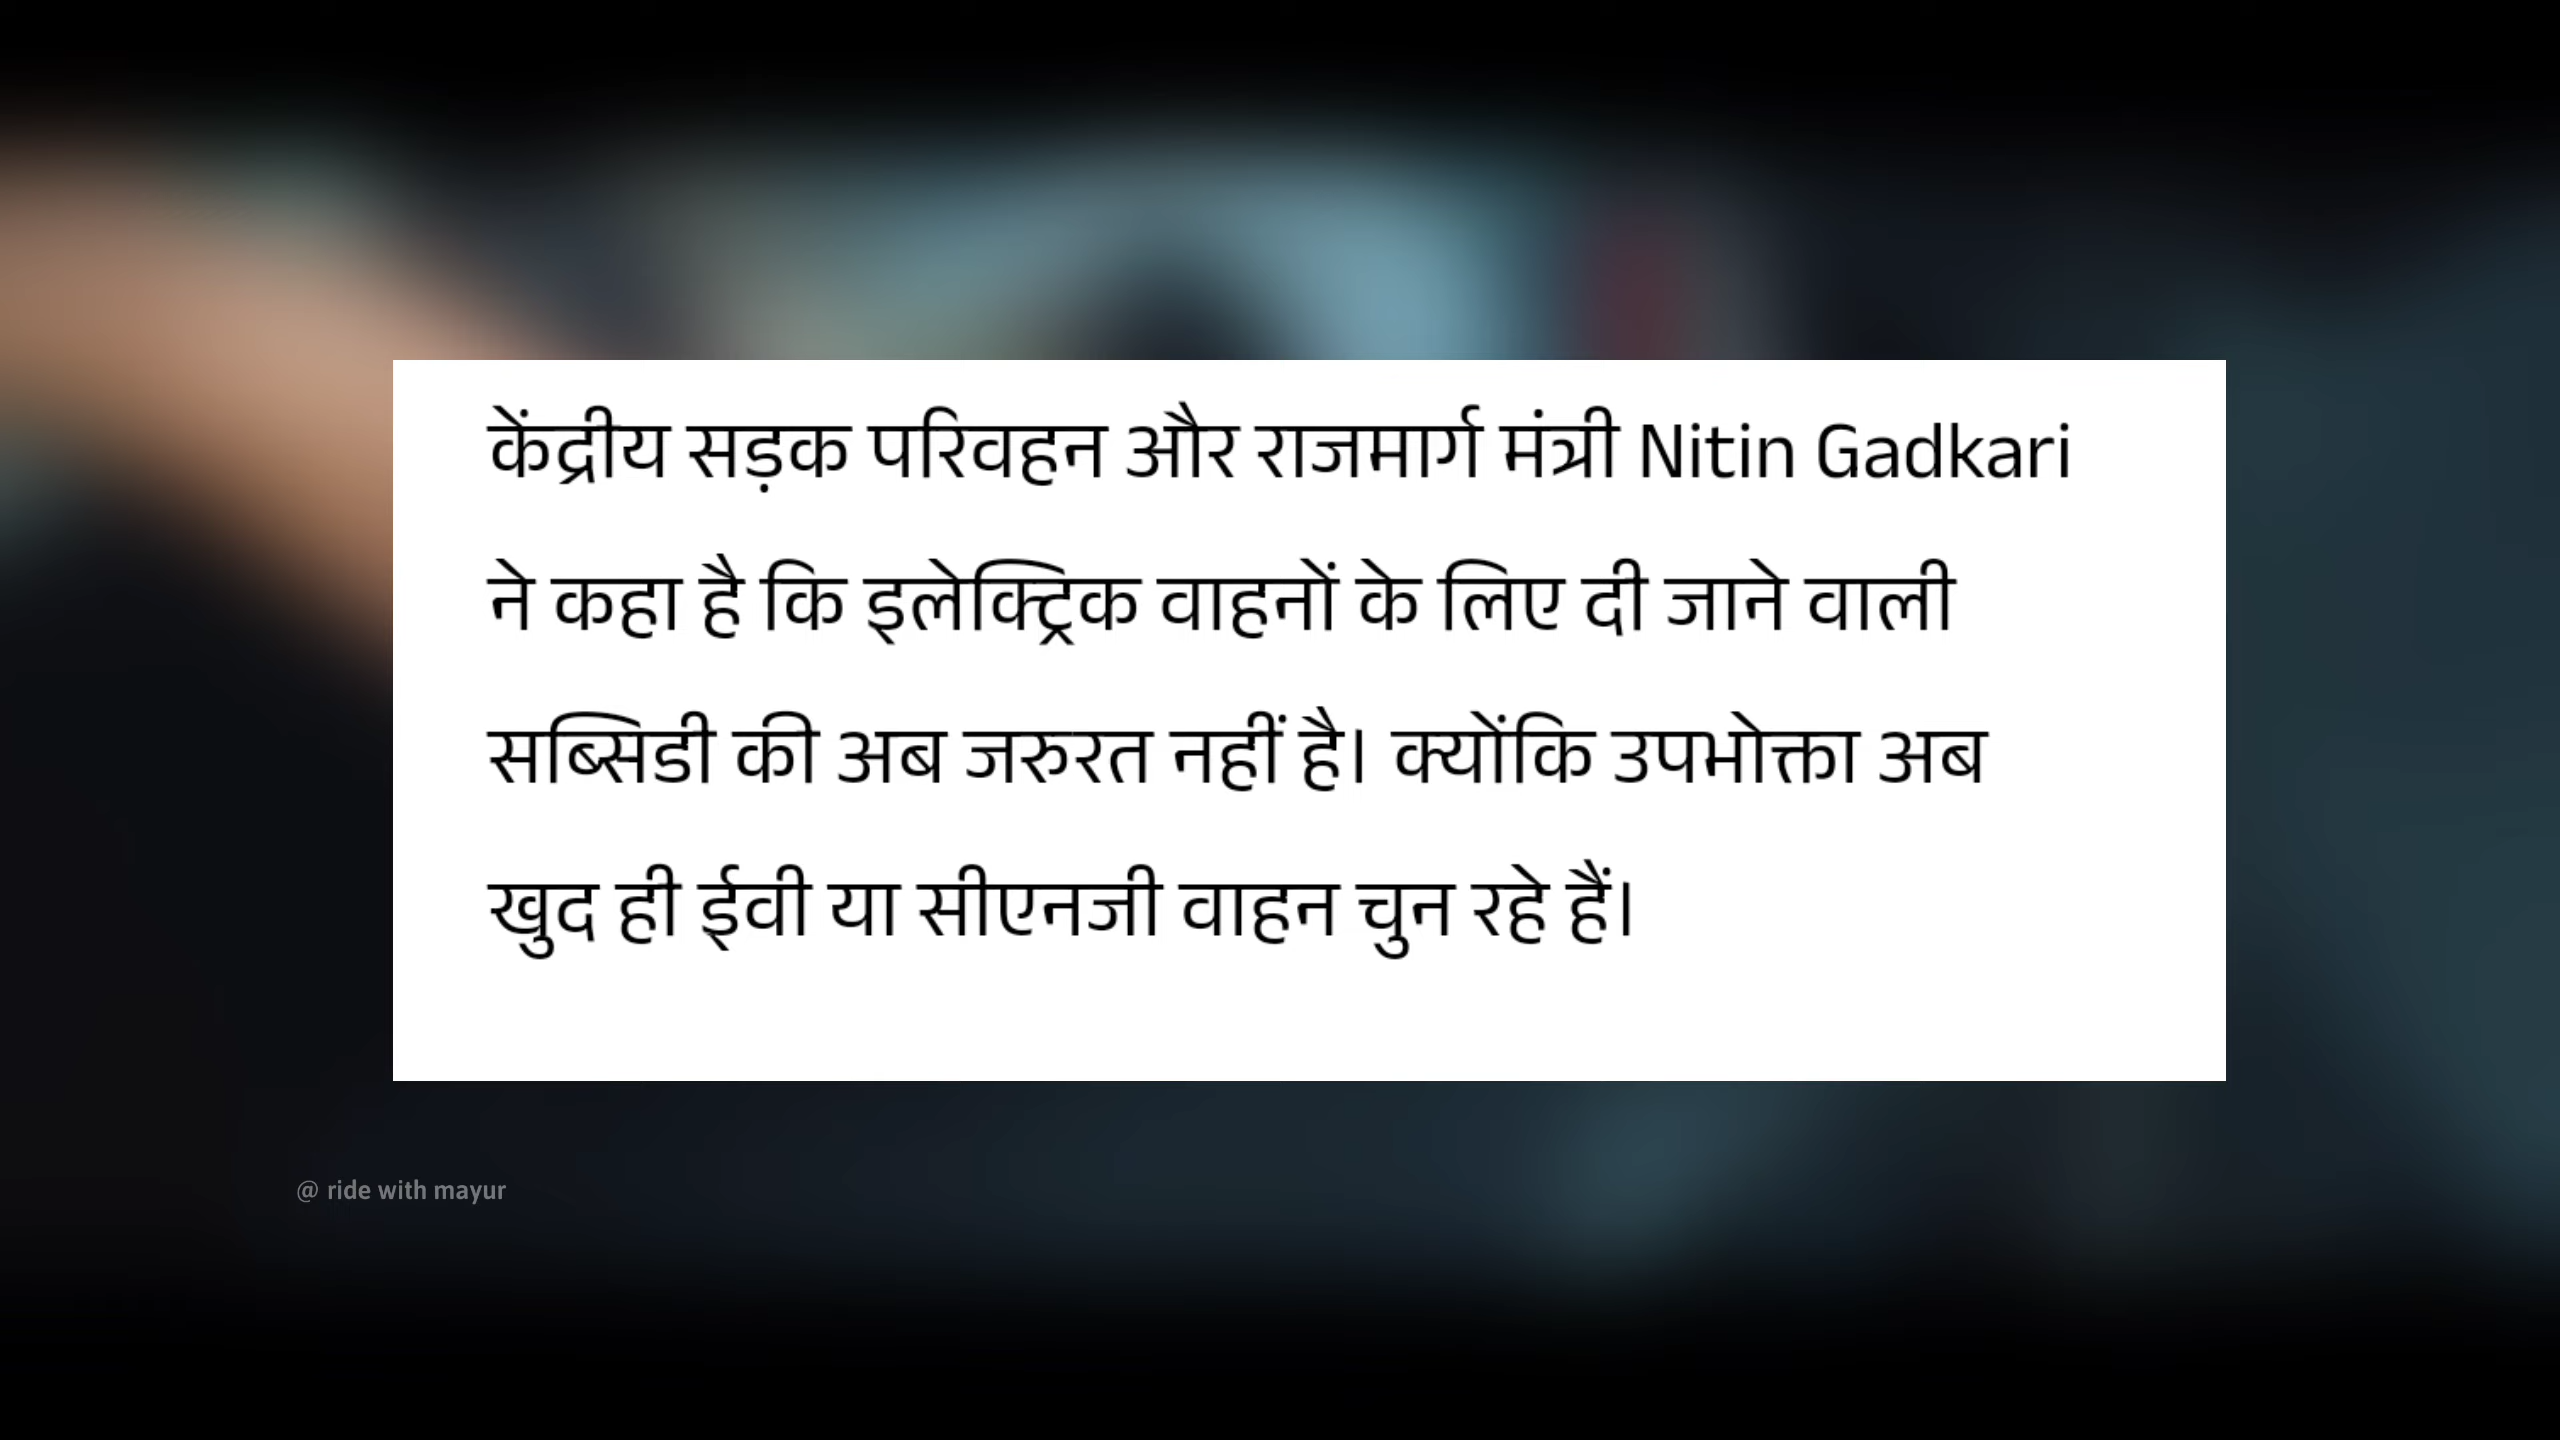 केंद्रीय सड़क परिवहन और राजमार्ग मंत्री Nitin Gadkari
ने कहा है कि इलेक्ट्रिक वाहनों के लिए दी जाने वाली
सब्सिडी की अब जरुरत नहीं है। क्योंकि उपभोक्ता अब
खुद ही ईवी या सीएनजी वाहन चुन रहे हैं।
@ ride with mayur